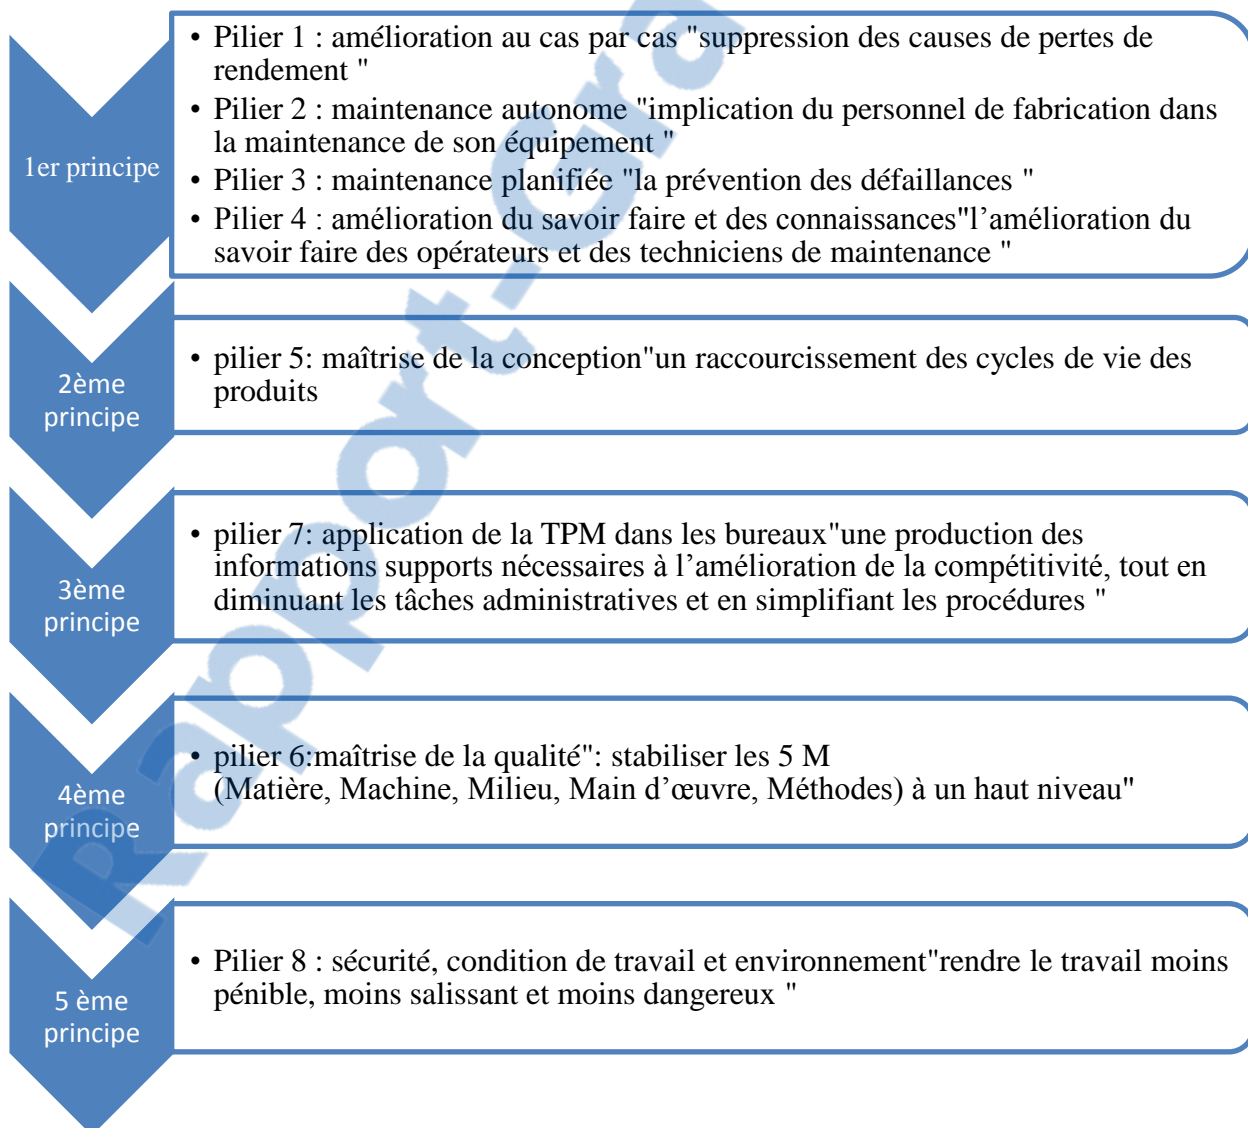 1er principe
• Pilier 1 : amélioration au cas par cas "suppression des causes de pertes de
rendement "
• Pilier 2 : maintenance autonome "implication du personnel de fabrication dans
la maintenance de son équipement "
• Pilier 3 : maintenance planifiée "la prévention des défaillances "
• Pilier 4 : amélioration du savoir faire et des connaissances"l’amélioration du
savoir faire des opérateurs et des techniciens de maintenance "
2ème
principe
• pilier 5: maîtrise de la conception"un raccourcissement des cycles de vie des
produits
3ème
principe
• pilier 7: application de la TPM dans les bureaux"une production des
informations supports nécessaires à l’amélioration de la compétitivité, tout en
diminuant les tâches administratives et en simplifiant les procédures "
4ème
principe
• pilier 6:maîtrise de la qualité": stabiliser les 5 M
(Matière, Machine, Milieu, Main d’œuvre, Méthodes) à un haut niveau"
5 ème
principe
• Pilier 8 : sécurité, condition de travail et environnement"rendre le travail moins
pénible, moins salissant et moins dangereux "
Rapport-Gra